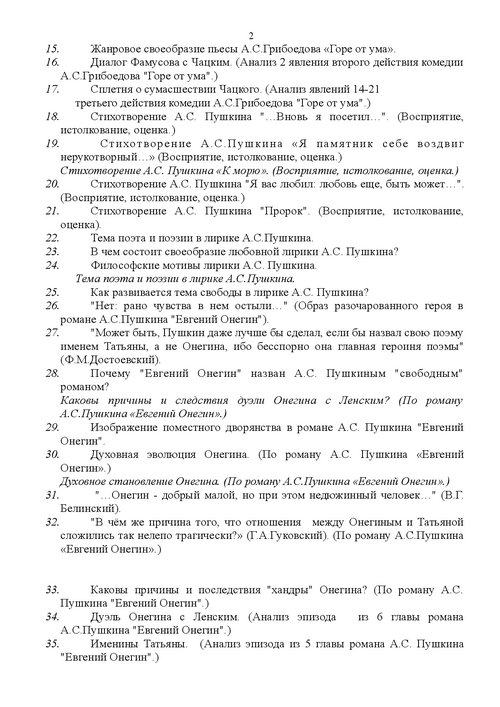 2
15. Жанровое своеобразие пьесы А.С.Грибоедова «Горе от ума».
16. Диалог Фамусова с Чацким. (Анализ 2 явления второго действия комедии
А.С.Грибоедова "Горе от ума".)
17. Сплетня о сумасшествии Чацкого. (Анализ явлений 14-21
третьего действия комедии А.С.Грибоедова "Горе от ума".)
18. Стихотворение А.С. Пушкина "…Вновь я посетил…". (Восприятие,
истолкование, оценка.)
19. Стихотворение А.С.Пушкина «Я памятник себе воздвиг
нерукотворный…» (Восприятие, истолкование, оценка.)
Стихотворение А.С. Пушкина «К морю». (Восприятие, истолкование, оценка.)
20. Стихотворение А.С. Пушкина "Я вас любил: любовь еще, быть может…".
(Восприятие, истолкование, оценка.)
21. Стихотворение А.С. Пушкина "Пророк". (Восприятие, истолкование,
оценка).
22. Тема поэта и поэзии в лирике А.С.Пушкина.
23. В чем состоит своеобразие любовной лирики А.С. Пушкина?
24. Философские мотивы лирики А.С. Пушкина.
Тема поэта и поэзии в лирике А.С.Пушкина.
25. Как развивается тема свободы в лирике А.С. Пушкина?
26. "Нет: рано чувства в нем остыли…" (Образ разочарованного героя в
романе А.С.Пушкина "Евгений Онегин").
27. "Может быть, Пушкин даже лучше бы сделал, если бы назвал свою поэму
именем Татьяны, а не Онегина, ибо бесспорно она главная героиня поэмы"
(Ф.М.Достоевский).
28. Почему "Евгений Онегин" назван А.С. Пушкиным "свободным"
романом?
Каковы причины и следствия дуэли Онегина с Ленским? (По роману
А.С.Пушкина «Евгений Онегин».)
29. Изображение поместного дворянства в романе А.С. Пушкина "Евгений
Онегин".
30. Духовная эволюция Онегина. (По роману А.С. Пушкина «Евгений
Онегин».)
Духовное становление Онегина. (По роману А.С.Пушкина «Евгений Онегин».)
31. "…Онегин - добрый малой, но при этом недюжинный человек…" (В.Г.
Белинский).
32. "В чём же причина того, что отношения между Онегиным и Татьяной
сложились так нелепо трагически?» (Г.А.Гуковский). (По роману А.С.Пушкина
«Евгений Онегин».)
33. Каковы причины и последствия "хандры" Онегина? (По роману А.С.
Пушкина "Евгений Онегин".)
34. Дуэль Онегина с Ленским. (Анализ эпизода из 6 главы романа
А.С.Пушкина "Евгений Онегин".)
35. Именины Татьяны. (Анализ эпизода из 5 главы романа А.С. Пушкина
"Евгений Онегин".)